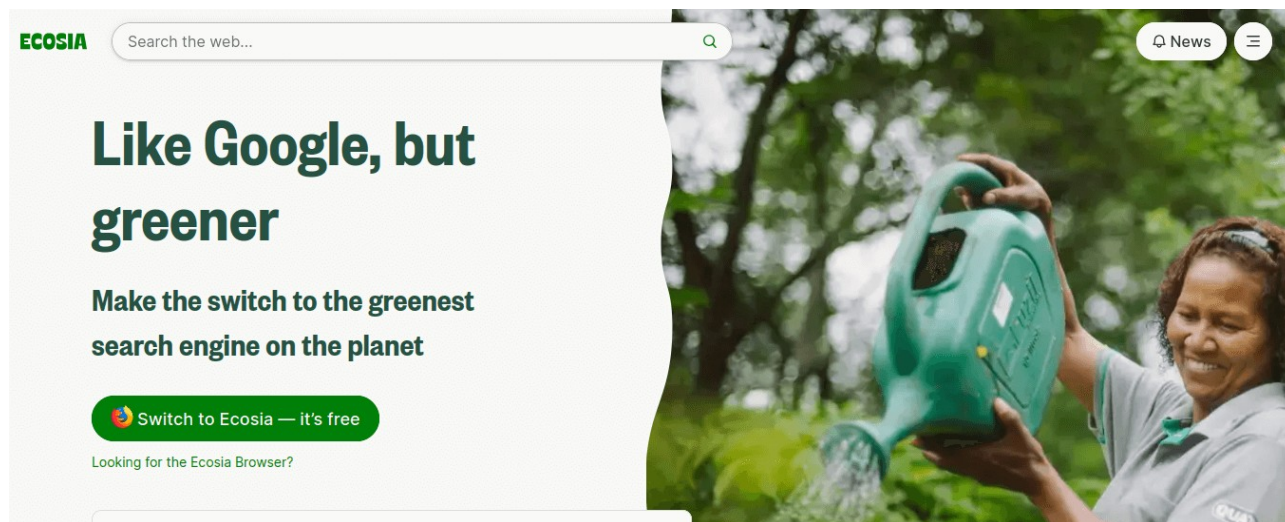 ECOSIA
Search the web...
News
Like Google, but
greener
Make the switch to the greenest
search engine on the planet
Switch to Ecosia — it's free
Looking for the Ecosia Browser?